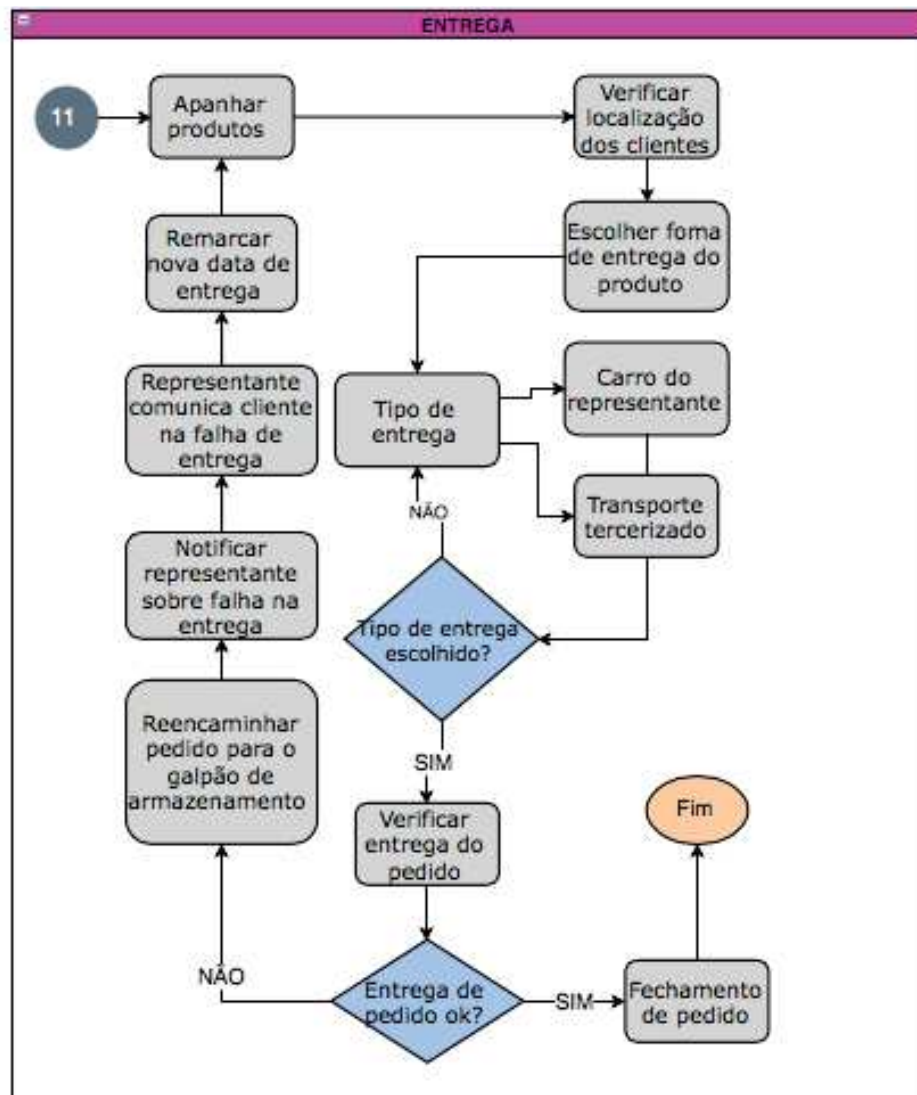 ENTREGA
11
Apanhar
produtos
Verificar
localização
dos clientes
Remarcar
nova data de
entrega
Escolher foma
de entrega do
produto
Representante
comunica cliente
na falha de
entrega
Tipo de
entrega
Carro do
representante
Transporte
tercerizado
NÃO
Notificar
representante
sobre falha na
entrega
Tipo de entrega
escolhido?
Reencaminhar
pedido para o
galpão de
armazenamento
SIM
Verificar
entrega do
pedido
Fim
NÃO
Entrega de
pedido ok?
SIM
Fechamento
de pedido